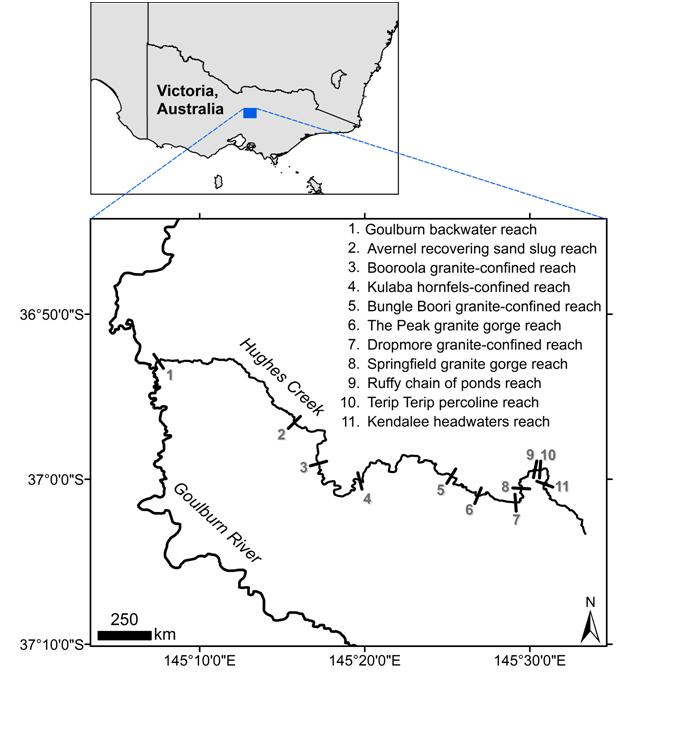 Victoria,
Australia
1. Goulburn backwater reach
2. Avernel recovering sand slug reach
3. Booroola granite-confined reach
4. Kulaba hornfels-confined reach
5. Bungle Boori granite-confined reach
6. The Peak granite gorge reach
7. Dropmore granite-confined reach
8. Springfield granite gorge reach
9. Ruffy chain of ponds reach
10. Terip Terip percoline reach
11. Kendalee headwaters reach
36°50'0"S
37°0'0"S
37°10'0"S
Hughes Creek
Goulburn River
1
2
3
4
5
6
7
8
9 10
11
250
km
N
145°10'0"E
145°20'0"E
145°30'0"E